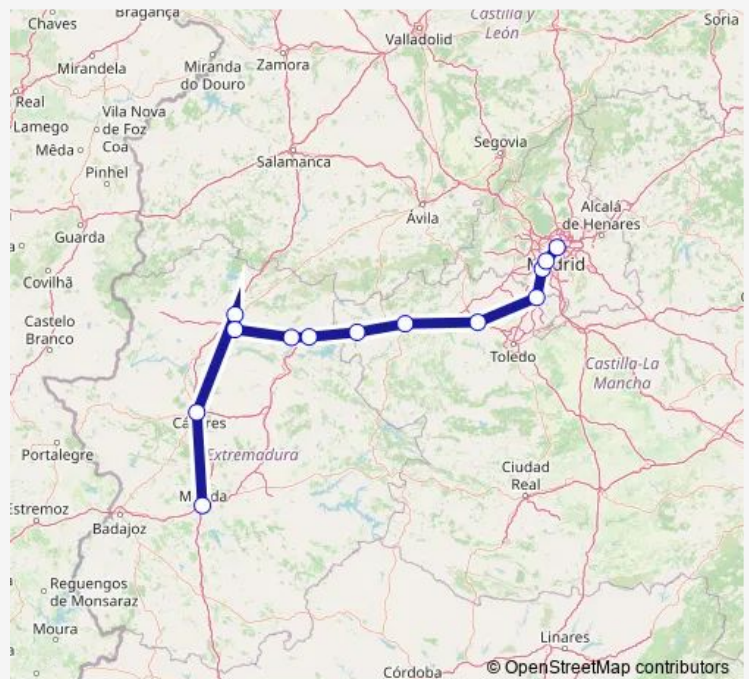 Chaves
Bragança
Castilla y
León
Soria
Valladolid
Mirandela
Miranda
do Douro
Zamora
Real
Vila Nova
de Foz
Coa
Lamego
Mêda
Pinhel
Salamanca
Segovia
Ávila
Alcalá
de Henares
Guarda
Madrid
Covilhã
Castelo
Branco
Toledo
Castilla-La
Mancha
Portalegre
Extremadura
Ciudad
Real
Estremoz
Badajoz
Reguengos
de Monsaraz
Moura
Linares
Córdoba
© OpenStreetMap contributors